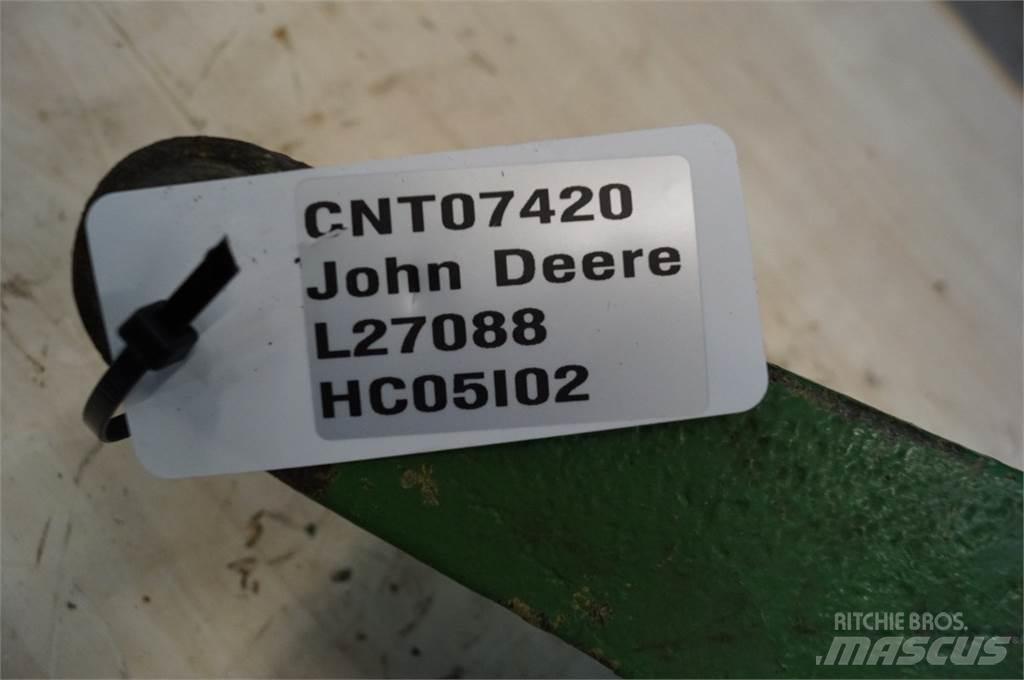 CNT07420
John Deere
L27088
HC05I02
RITCHIE BROS.
MASCUS